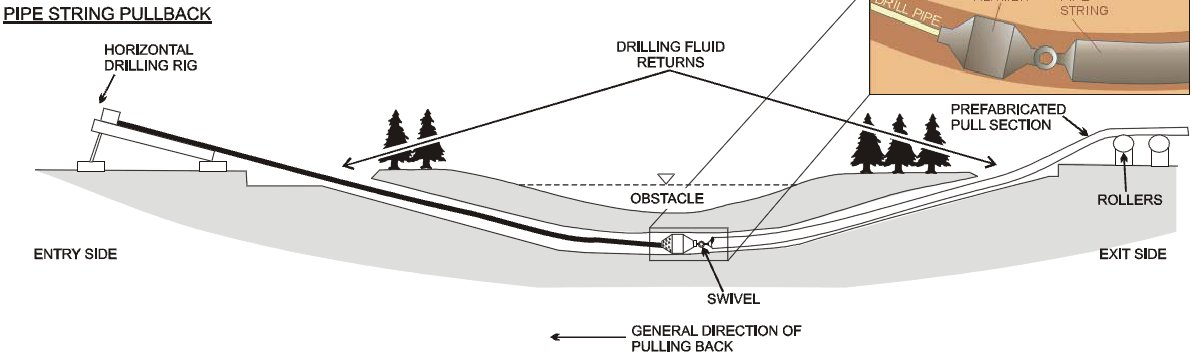 PIPE STRING PULLBACK
HORIZONTAL
DRILLING RIG
DRILLING FLUID
RETURNS
DRILL PIPE
STRING
PREFABRICATED
PULL SECTION
OBSTACLE
ROLLERS
ENTRY SIDE
EXIT SIDE
SWIVEL
GENERAL DIRECTION OF
PULLING BACK